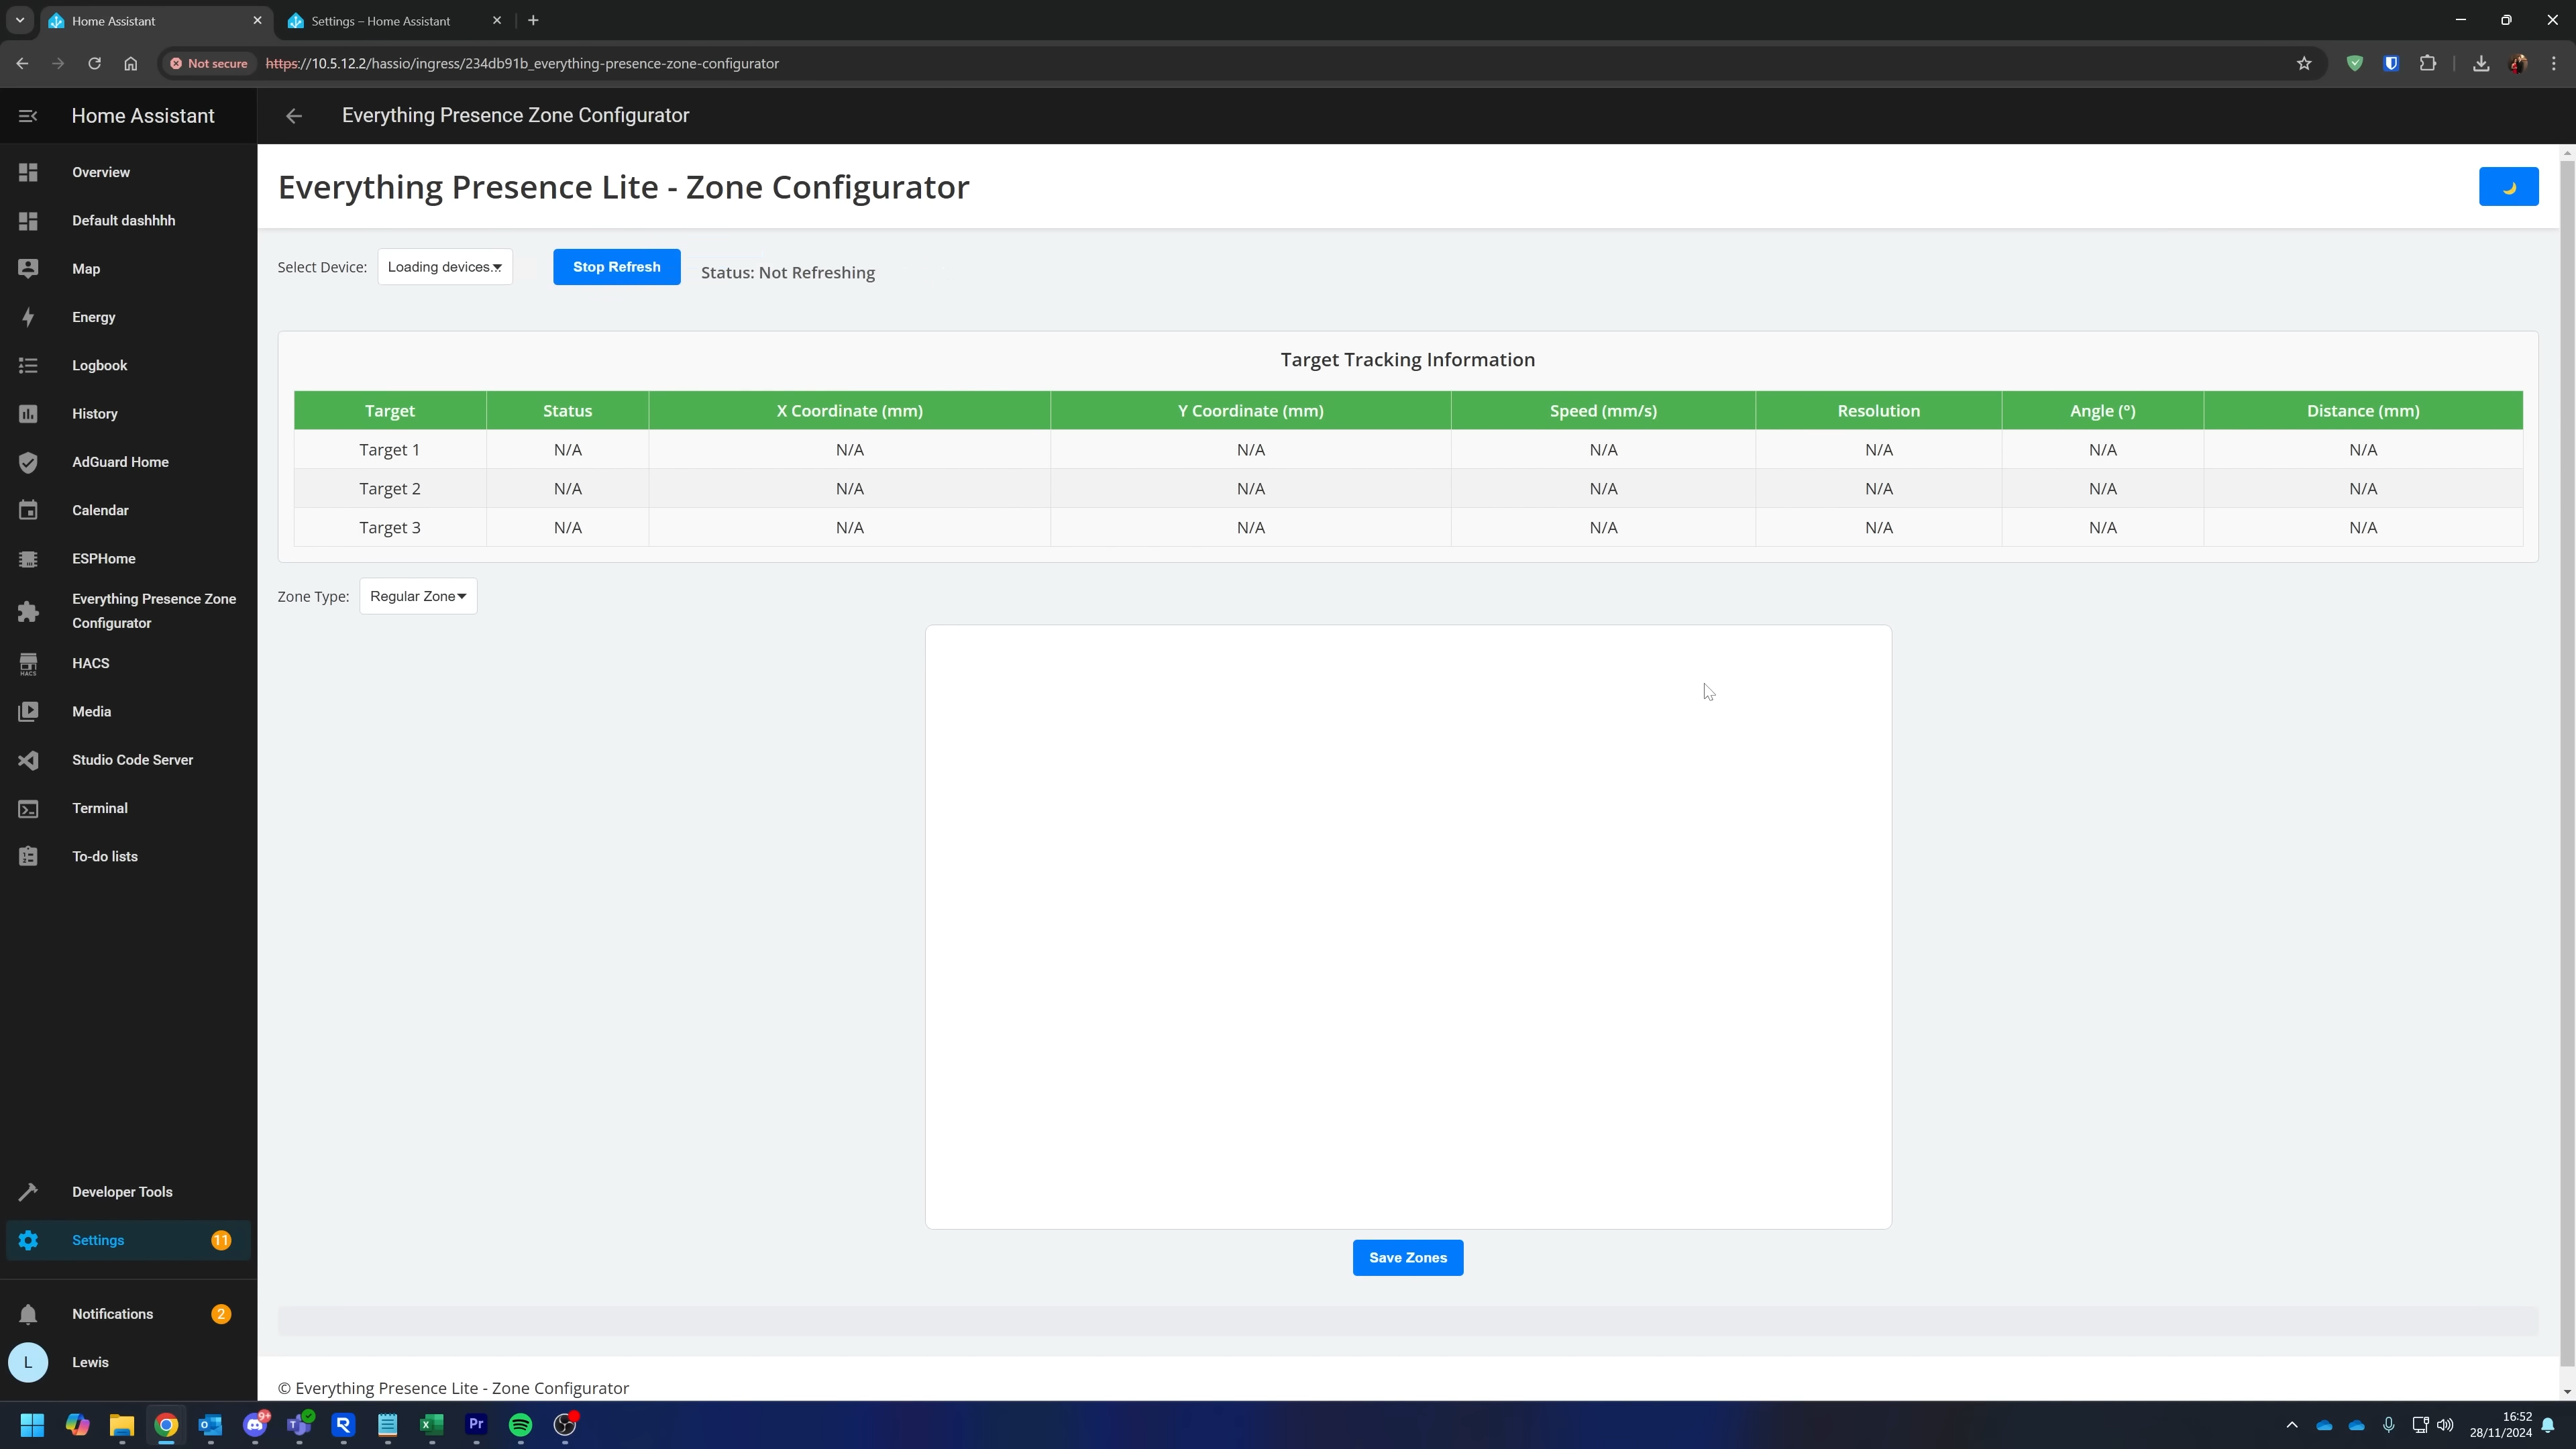 Home Assistant
Settings – Home Assistant
Not secure
https://10.5.12.2/hassio/ingress/234db91b_everything-presence-zone-configurator
Home Assistant
Everything Presence Zone Configurator
Overview
Default dashhhh
Map
Energy
Logbook
History
AdGuard Home
Calendar
ESPHome
Everything Presence Zone
Configurator
HACS
HACS
Media
Studio Code Server
Terminal
To-do lists
Developer Tools
Settings 11
Notifications 2
L Lewis
Everything Presence Lite - Zone Configurator
Select Device: Loading devices... Stop Refresh Status: Not Refreshing
Target Tracking Information
Target Status X Coordinate (mm) Y Coordinate (mm) Speed (mm/s) Resolution Angle (°) Distance (mm)
Target 1 N/A N/A N/A N/A N/A N/A N/A
Target 2 N/A N/A N/A N/A N/A N/A N/A
Target 3 N/A N/A N/A N/A N/A N/A N/A
Zone Type: Regular Zone
Save Zones
© Everything Presence Lite - Zone Configurator
9+
Pr
16:52
28/11/2024